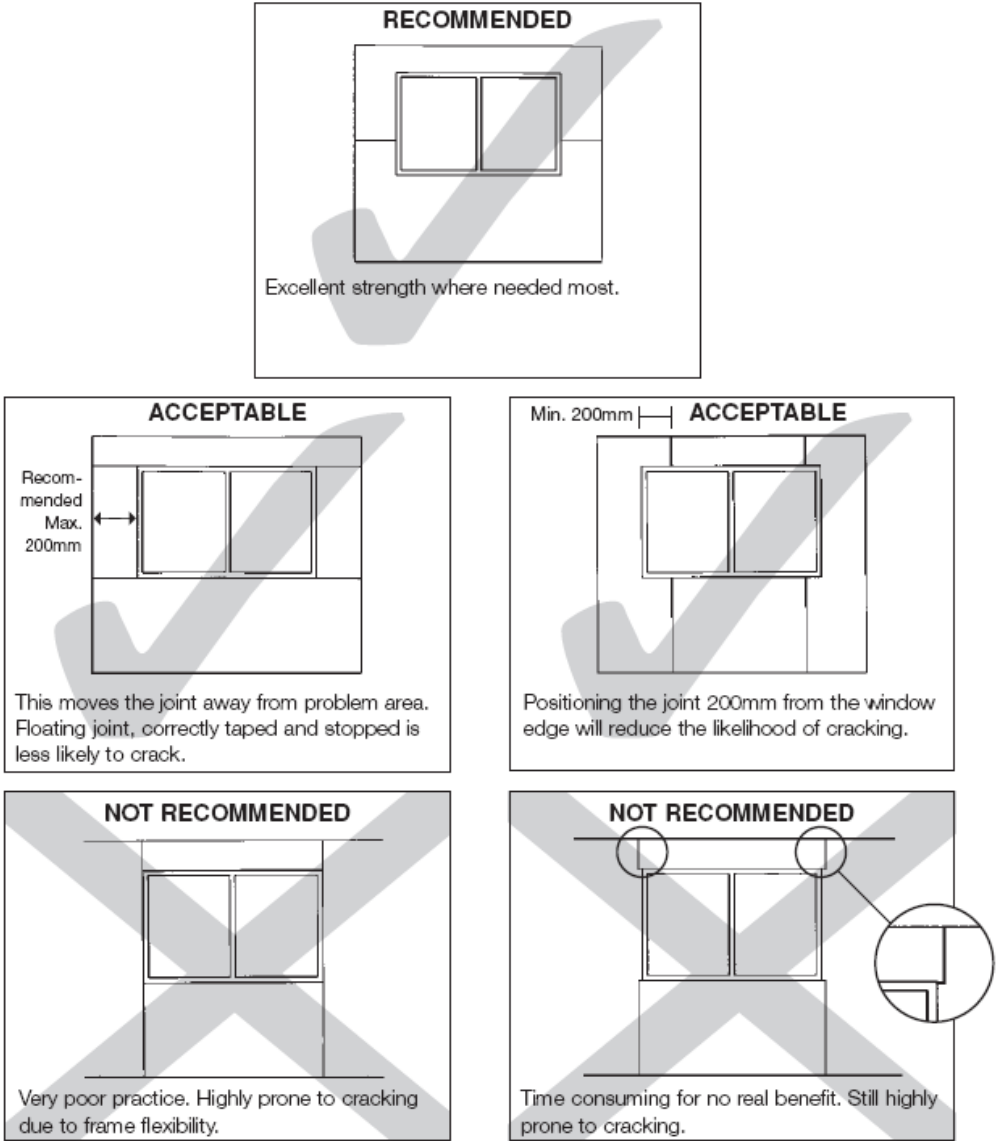 RECOMMENDED
Excellent strength where needed most.
ACCEPTABLE
Recom-
mended
Max.
200mm
This moves the joint away from problem area.
Floating joint, correctly taped and stopped is
less likely to crack.
Min. 200mm
ACCEPTABLE
Positioning the joint 200mm from the window
edge will reduce the likelihood of cracking.
NOT RECOMMENDED
Very poor practice. Highly prone to cracking
due to frame flexibility.
NOT RECOMMENDED
Time consuming for no real benefit. Still highly
prone to cracking.